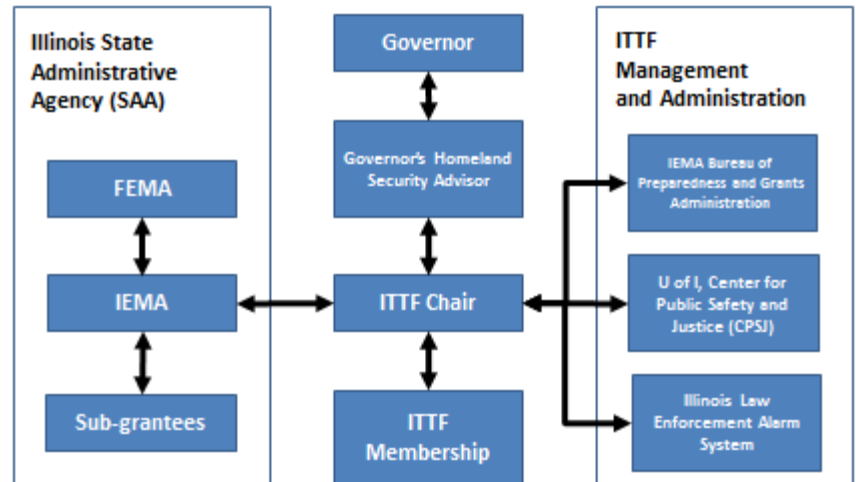 Illinois State
Administrative
Agency (SAA)
FEMA
IEMA
Sub-grantees
Governor
Governor's Homeland
Security Advisor
ITTF Chair
ITTF
Membership
ITTF
Management
and Administration
IEMA Bureau of
Preparedness and Grants
Administration
U of I, Center for
Public Safety and
Justice (CPSJ)
Illinois Law
Enforcement Alarm
System